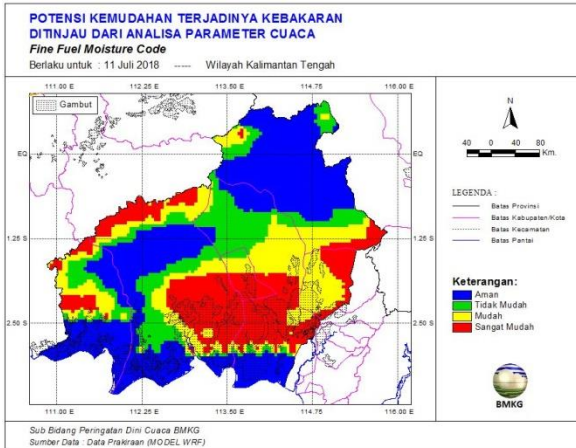 POTENSI KEMUDAHAN TERJADINYA KEBAKARAN
DITINJAU DARI ANALISA PARAMETER CUACA
Fine Fuel Moisture Code
Berlaku untuk : 11 Juli 2018 ----- Wilayah Kalimantan Tengah
111.00 E 112.25 E 113.50 E 114.75 E 116.00 E
Gambut
EQ EQ
1.25 S 1.25 S
2.50 S 2.50 S
111.00 E 112.25 E 113.50 E 114.75 E 116.00 E
N
40 0 40 80
Km.
LEGENDA :
Batas Provinsi
Batas Kabupaten/Kota
Batas Kecamatan
Batas Pantai
Keterangan:
Aman
Tidak Mudah
Mudah
Sangat Mudah
BMKG
Sub Bidang Peringatan Dini Cuaca BMKG
Sumber Data : Data Prakiraan (MODEL WRF)